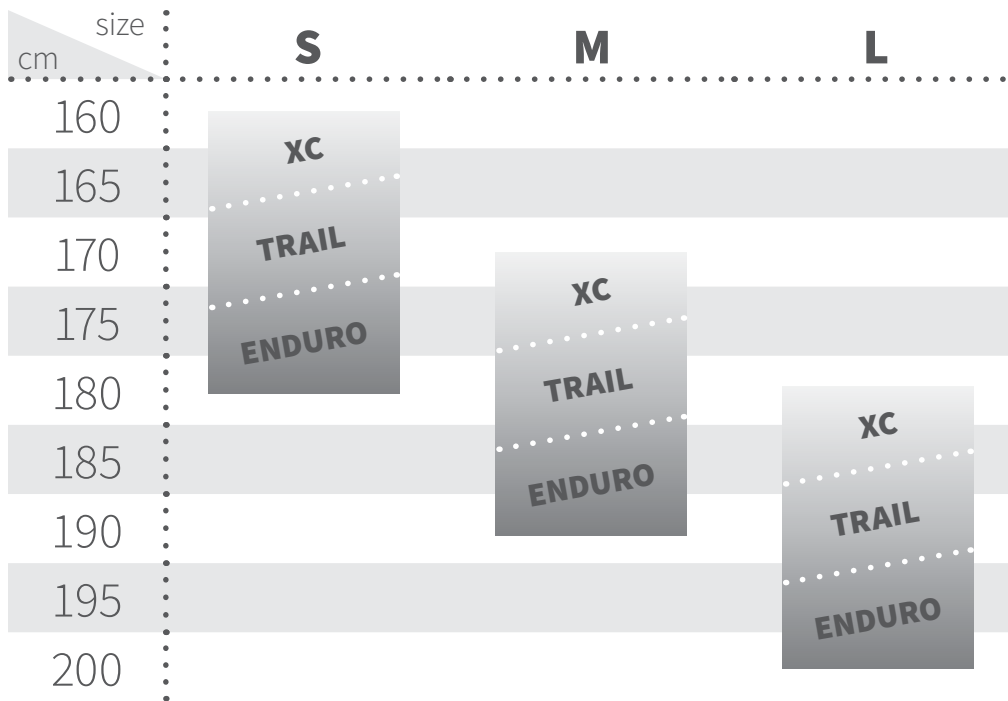 size
cm
S M L
160
XC
165
TRAIL
170
XC
175
ENDURO
TRAIL
180
XC
185
ENDURO
190
TRAIL
195
ENDURO
200